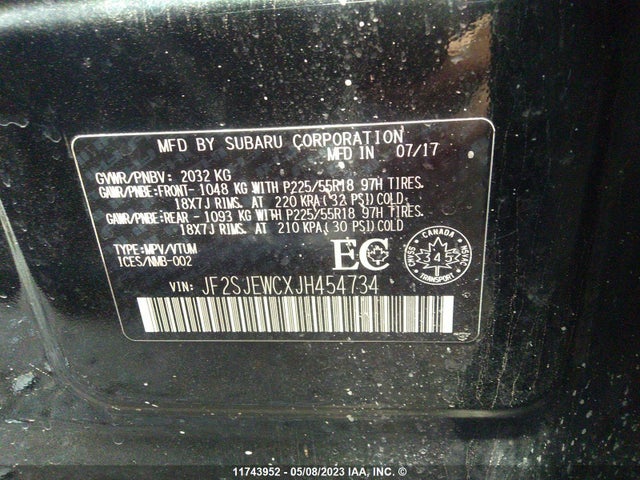 MFD BY SUBARU CORPORATION
MFD IN 07/17
GVWR/PNBV: 2032 KG
GAWR/PNBE:FRONT-1048 KG WITH P225/55R18 97H TIRES.
18X7J RIMS. AT 220 KPA(32 PSI)COLD
GAWR/PNBE:REAR -1093 KG WITH P225/55R18 97H TIRES.
18X7J RIMS. AT 210 KPA(30 PSI)COLD
TYPE:MPV/VTUM
ICES/NMB-002
EC
CANADA
CMVSS
NSVAC
TRANSPORT
VIN: JF2SJEWCXJH454734
11743952 - 05/08/2023 IAA, INC. ©